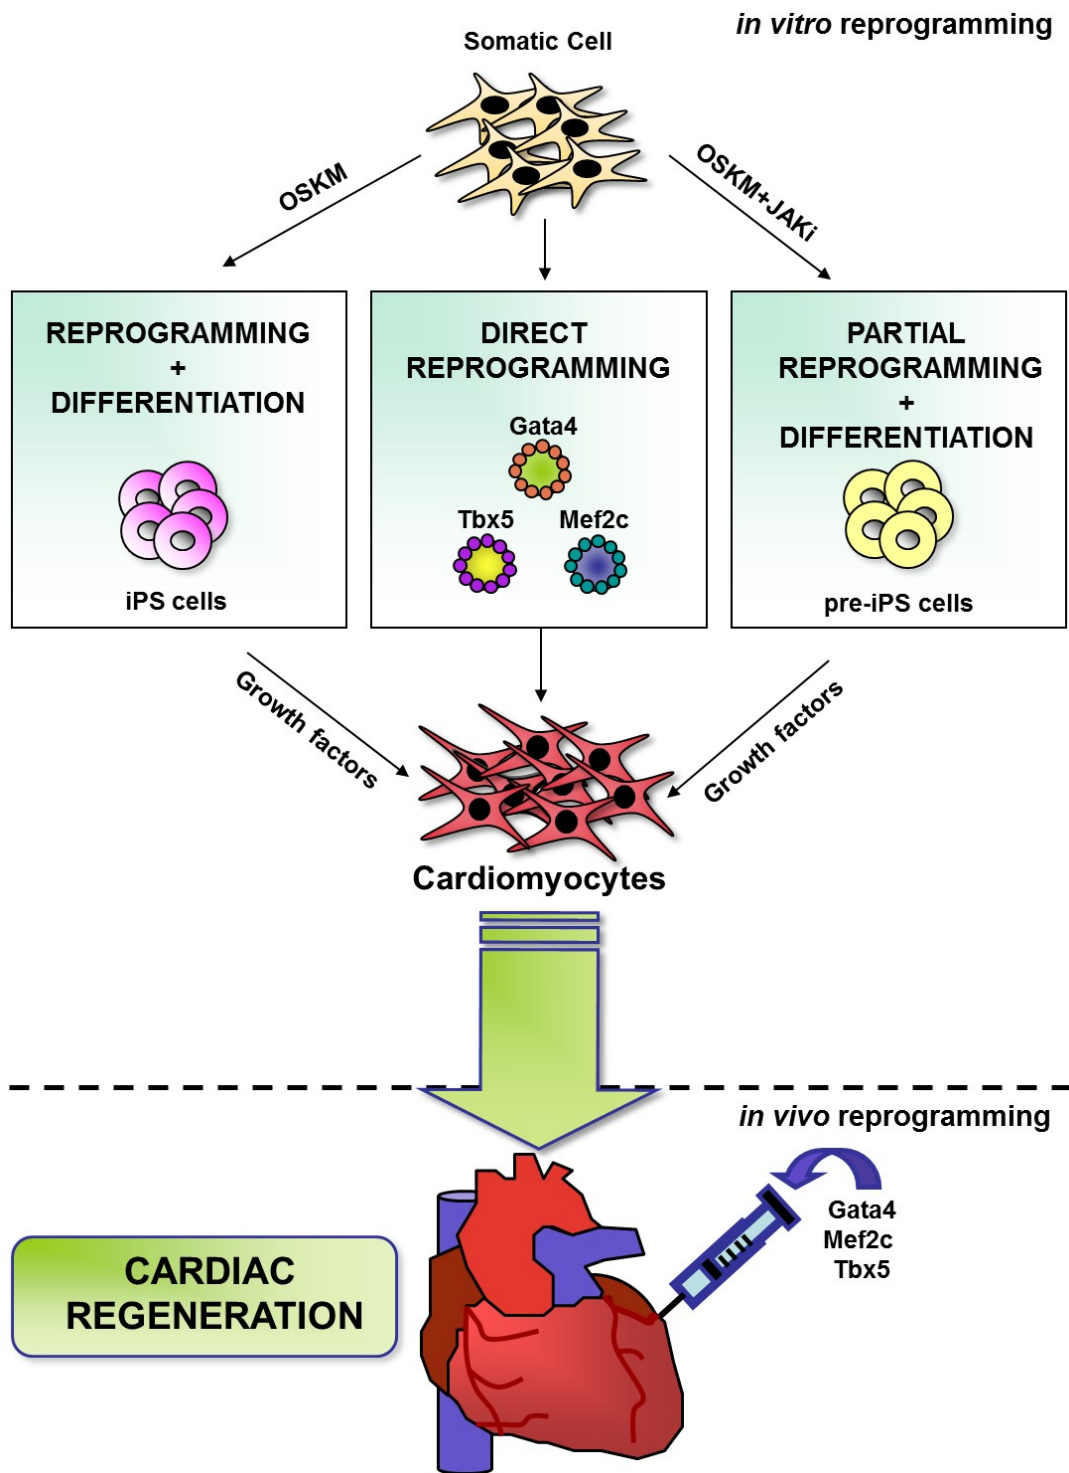 in vitro reprogramming
Somatic Cell
OSKM
OSKM+JAKi
REPROGRAMMING
+
DIFFERENTIATION
iPS cells
DIRECT
REPROGRAMMING
Gata4
Tbx5
Mef2c
PARTIAL
REPROGRAMMING
+
DIFFERENTIATION
pre-iPS cells
Growth factors
Growth factors
Cardiomyocytes
in vivo reprogramming
Gata4
Mef2c
Tbx5
CARDIAC
REGENERATION